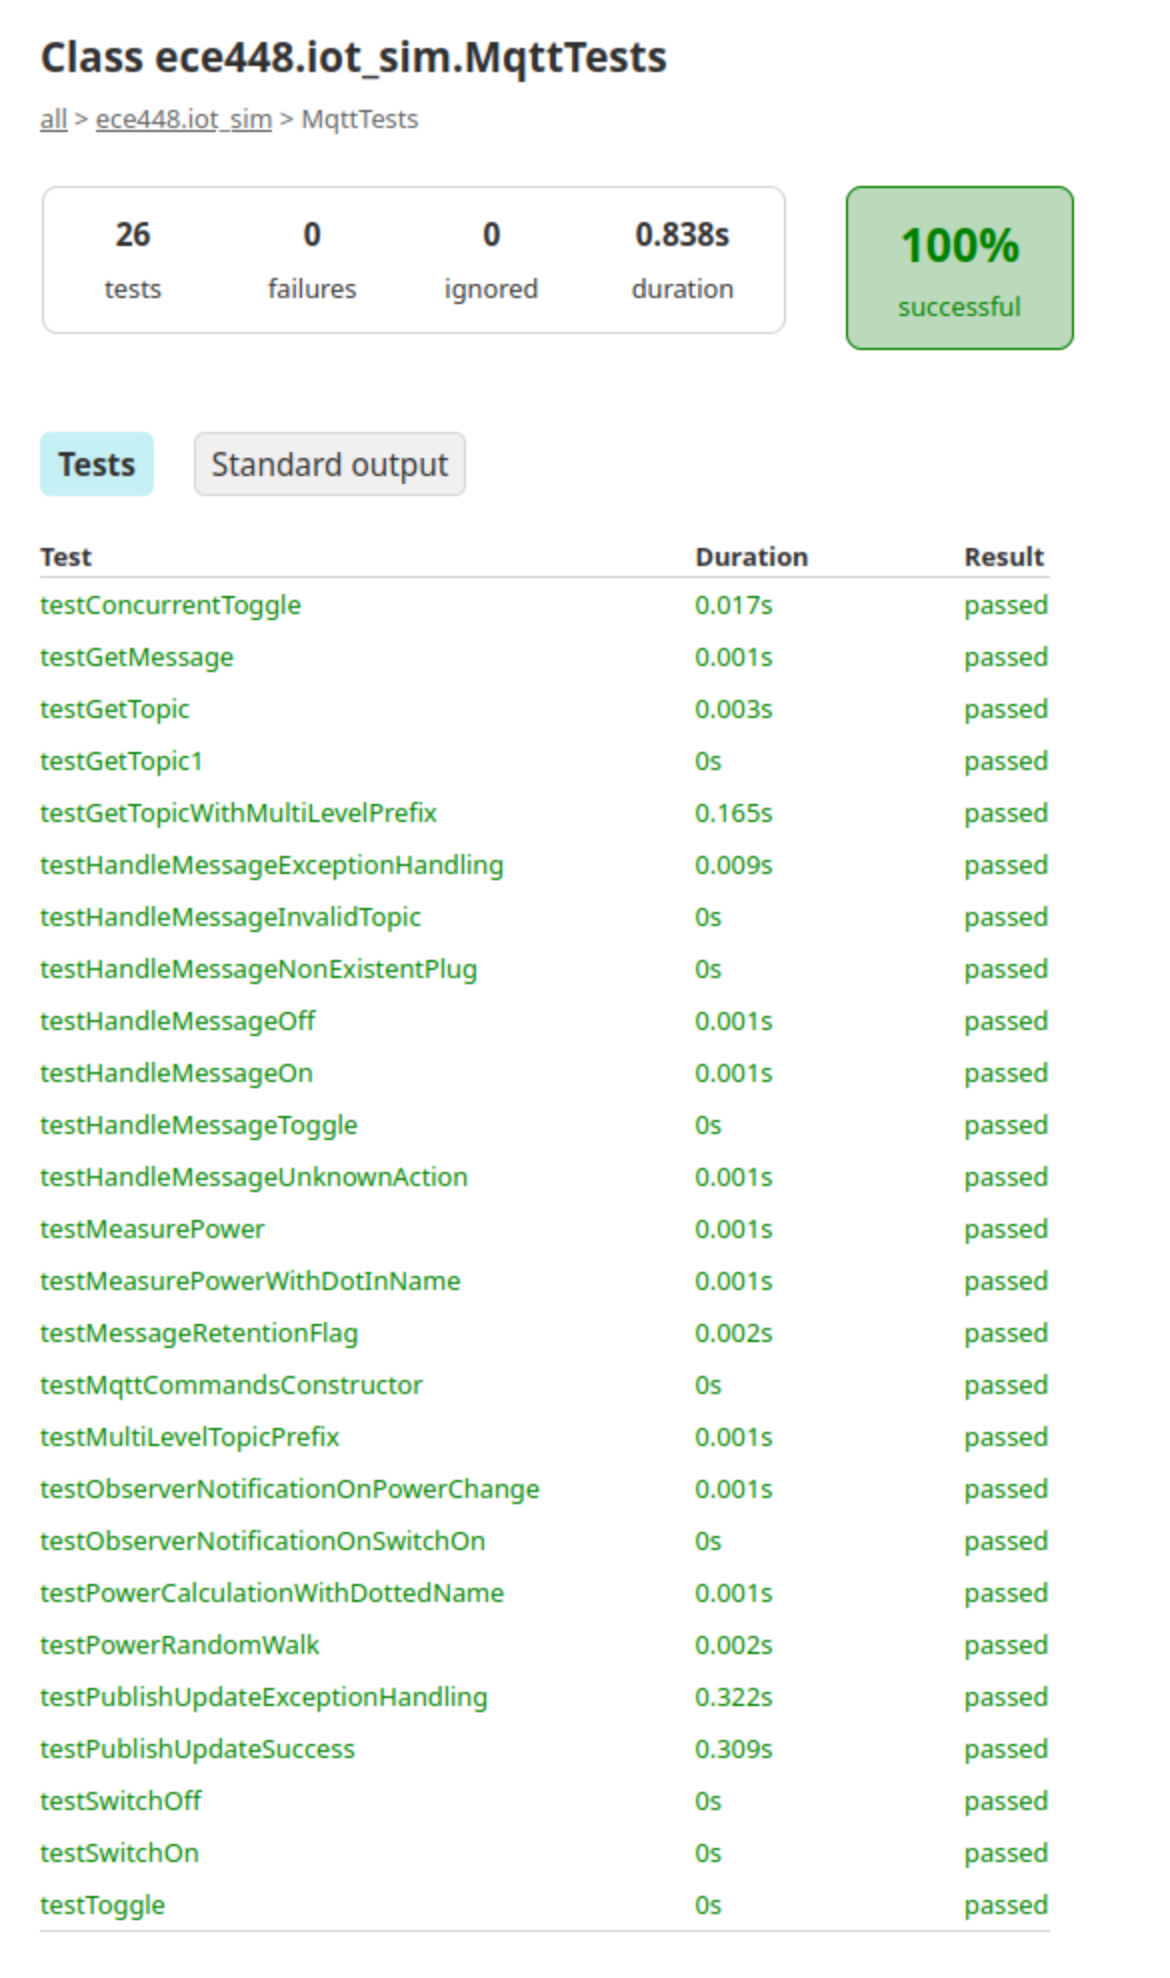 Class ece448.iot_sim.MqttTests
all > ece448.iot_sim > MqttTests
26 0 0 0.838s
tests failures ignored duration
100%
successful
Tests Standard output
Test Duration Result
testConcurrentToggle 0.017s passed
testGetMessage 0.001s passed
testGetTopic 0.003s passed
testGetTopic1 0s passed
testGetTopicWithMultiLevelPrefix 0.165s passed
testHandleMessageExceptionHandling 0.009s passed
testHandleMessageInvalidTopic 0s passed
testHandleMessageNonExistentPlug 0s passed
testHandleMessageOff 0.001s passed
testHandleMessageOn 0.001s passed
testHandleMessageToggle 0s passed
testHandleMessageUnknownAction 0.001s passed
testMeasurePower 0.001s passed
testMeasurePowerWithDotInName 0.001s passed
testMessageRetentionFlag 0.002s passed
testMqttCommandsConstructor 0s passed
testMultiLevelTopicPrefix 0.001s passed
testObserverNotificationOnPowerChange 0.001s passed
testObserverNotificationOnSwitchOn 0s passed
testPowerCalculationWithDottedName 0.001s passed
testPowerRandomWalk 0.002s passed
testPublishUpdateExceptionHandling 0.322s passed
testPublishUpdateSuccess 0.309s passed
testSwitchOff 0s passed
testSwitchOn 0s passed
testToggle 0s passed